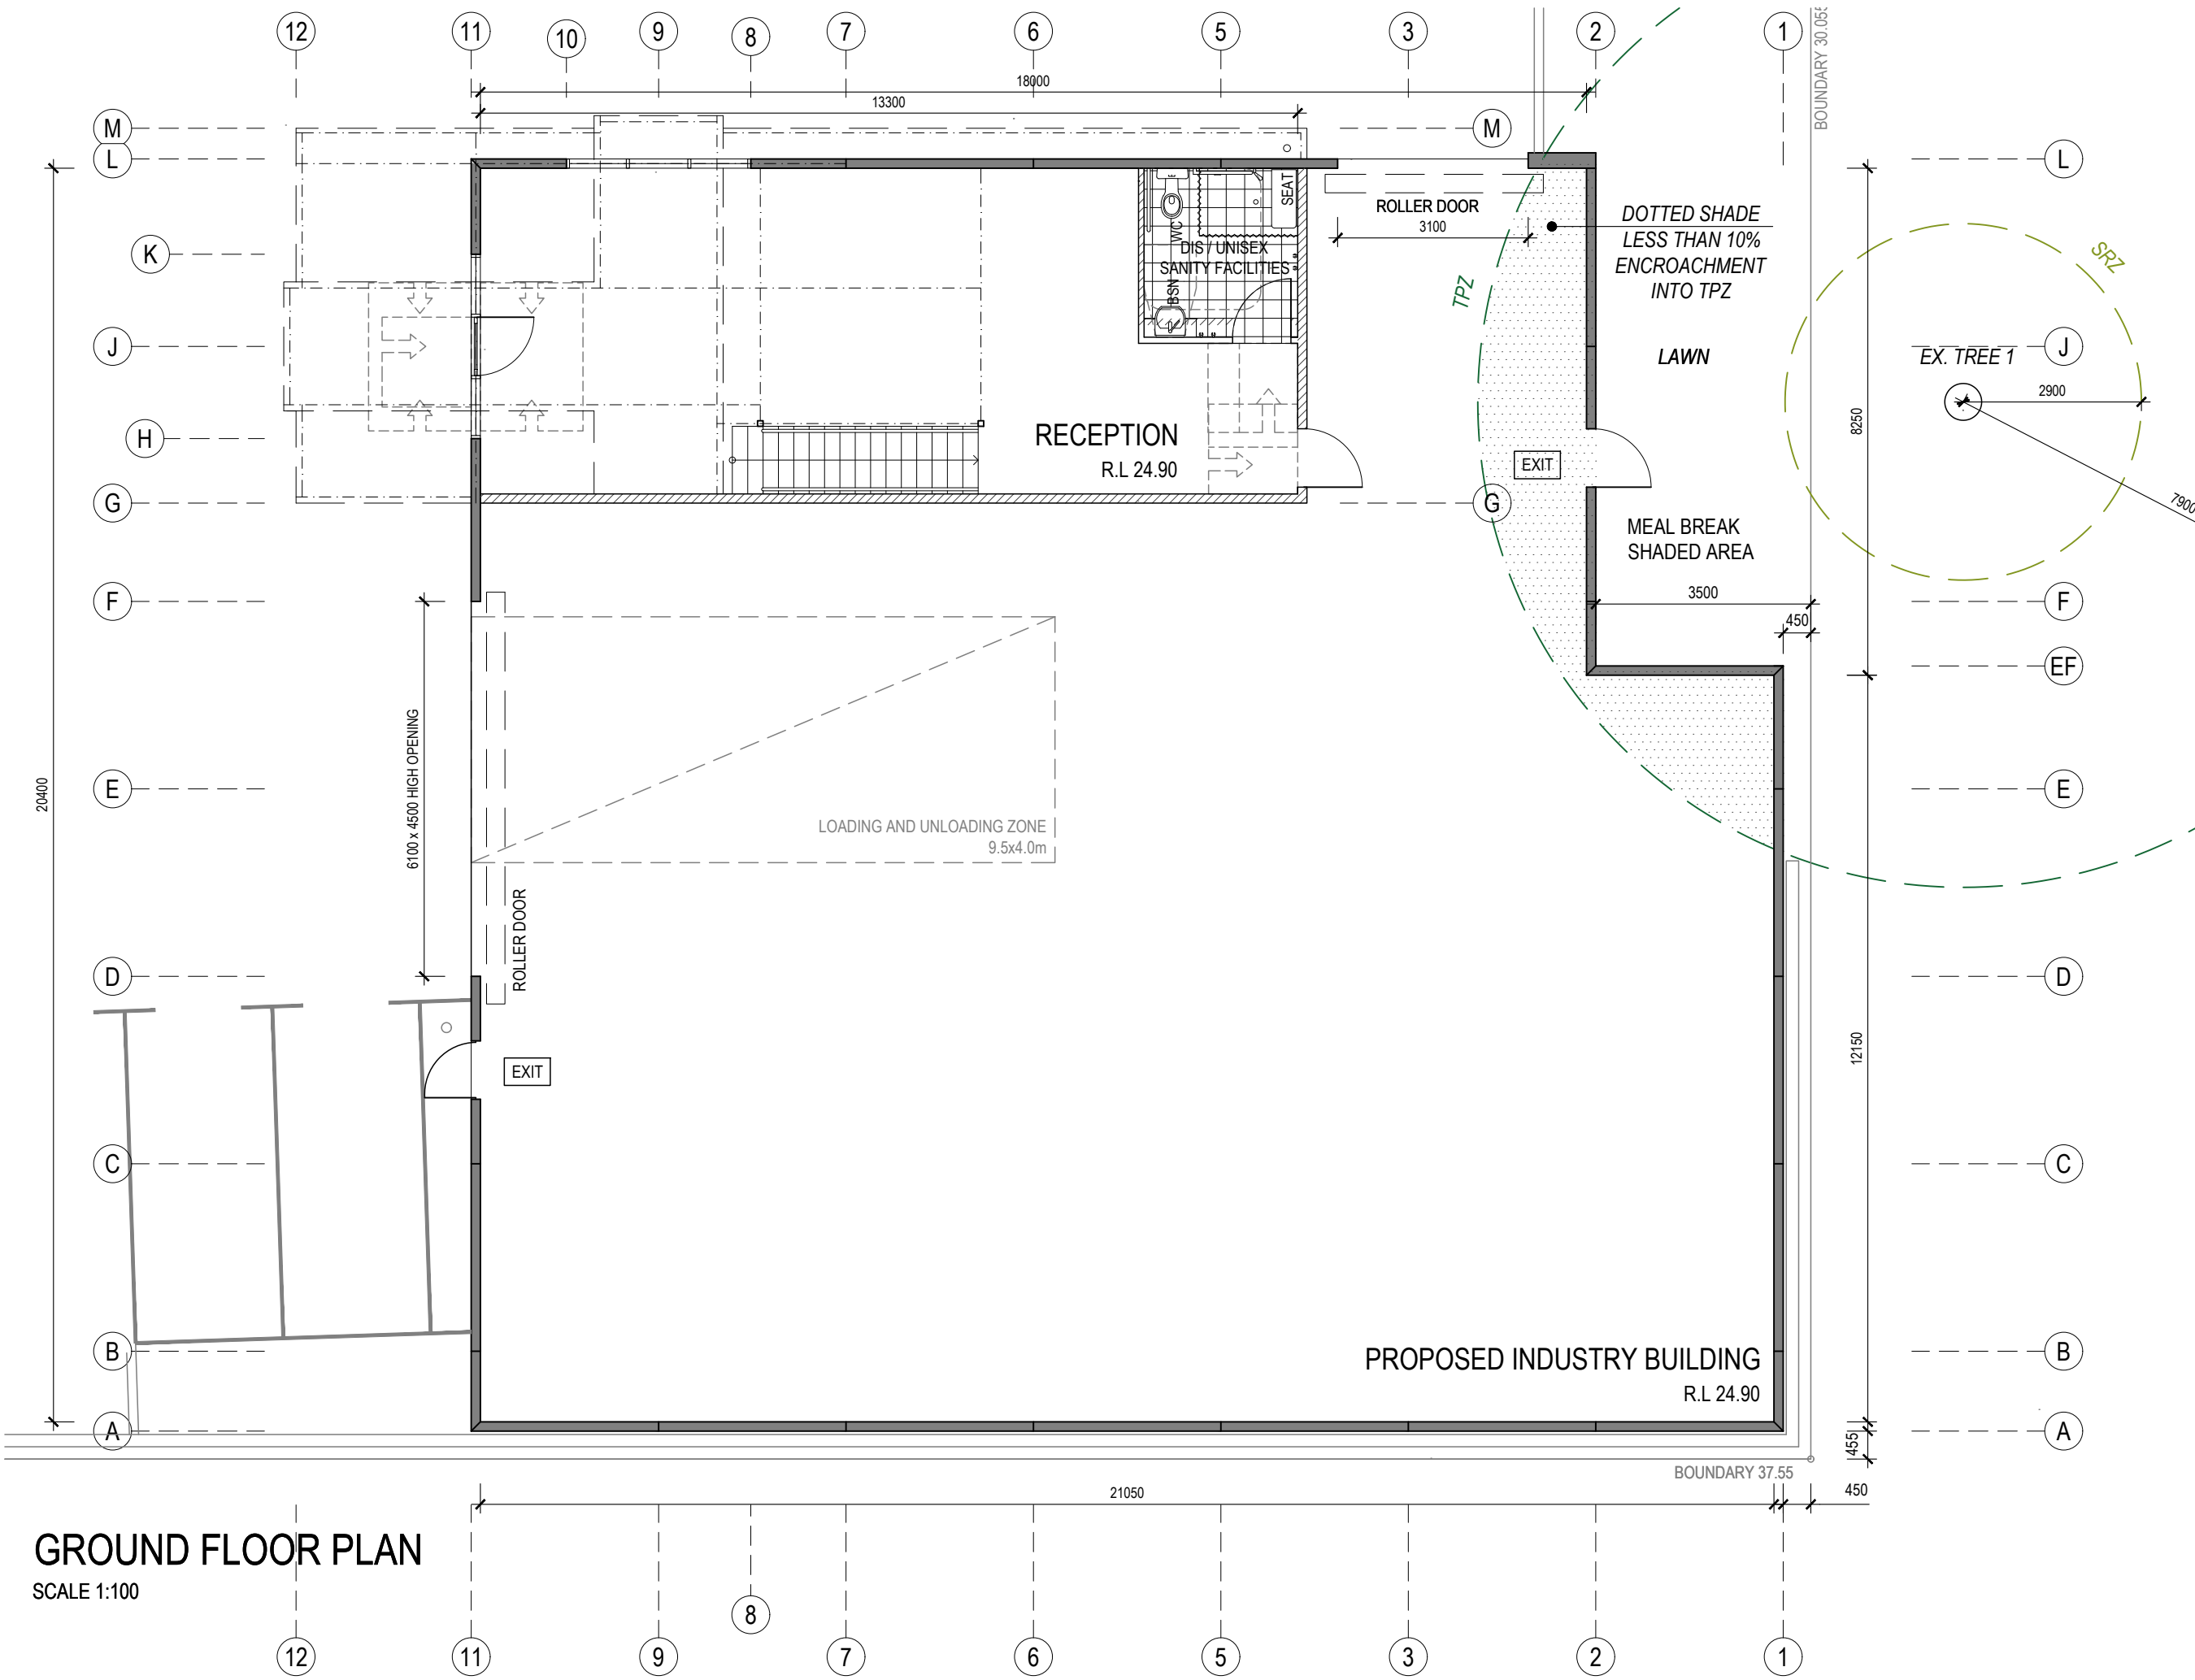 12
11
10
9
8
7
6
5
3
2
1
BOUNDARY 30.055
18000
13300
M
L
K
J
H
G
F
E
D
C
B
A
M
G
L
J
F
EF
E
D
C
B
A
SEAT
WC
DIS / UNISEX
SANITY FACILITIES
BSN
ROLLER DOOR
3100
DOTTED SHADE
LESS THAN 10%
ENCROACHMENT
INTO TPZ
TPZ
SRZ
LAWN
EX. TREE 1
2900
7900
8250
RECEPTION
R.L 24.90
EXIT
MEAL BREAK
SHADED AREA
3500
450
20400
6100 x 4500 HIGH OPENING
LOADING AND UNLOADING ZONE
9.5x4.0m
ROLLER DOOR
EXIT
12150
PROPOSED INDUSTRY BUILDING
R.L 24.90
455
BOUNDARY 37.55
21050
450
GROUND FLOOR PLAN
SCALE 1:100
8
12
11
9
7
6
5
3
2
1